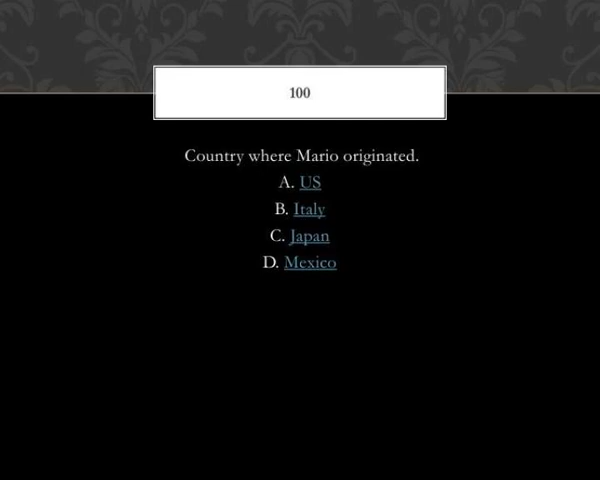 100
Country where Mario originated.
A. US
B. Italy
C. Japan
D. Mexico